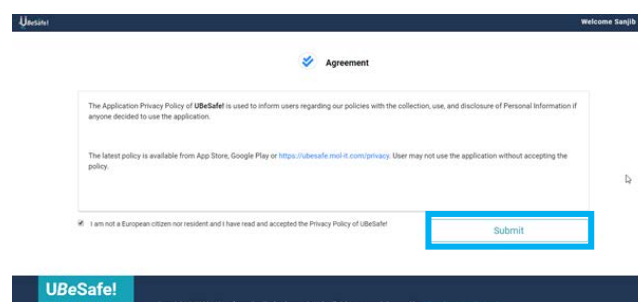 UBeSafe!
Welcome Sanjib
Agreement
The Application Privacy Policy of UBeSafe! is used to inform users regarding our policies with the collection, use, and disclosure of Personal Information if
anyone decided to use the application.
The latest policy is available from App Store, Google Play or https://ubesafe.mol-it.com/privacy. User may not use the application without accepting the
policy.
I am not a European citizen nor resident and I have read and accepted the Privacy Policy of UBeSafe!
Submit
UBeSafe!